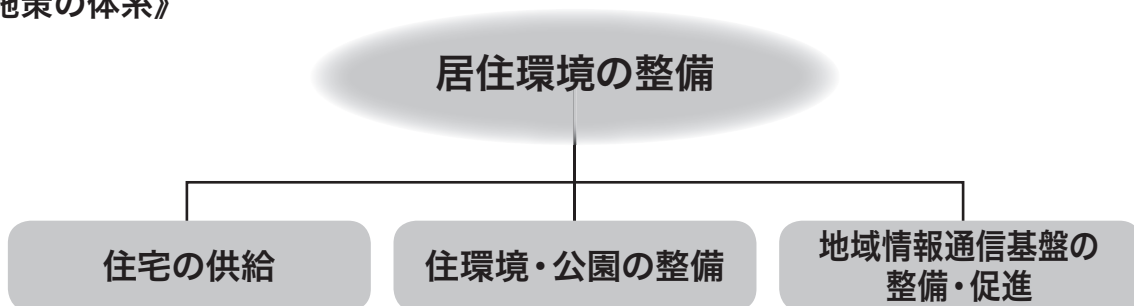 施策の体系》
居住環境の整備
住宅の供給
住環境・公園の整備
地域情報通信基盤の
整備・促進